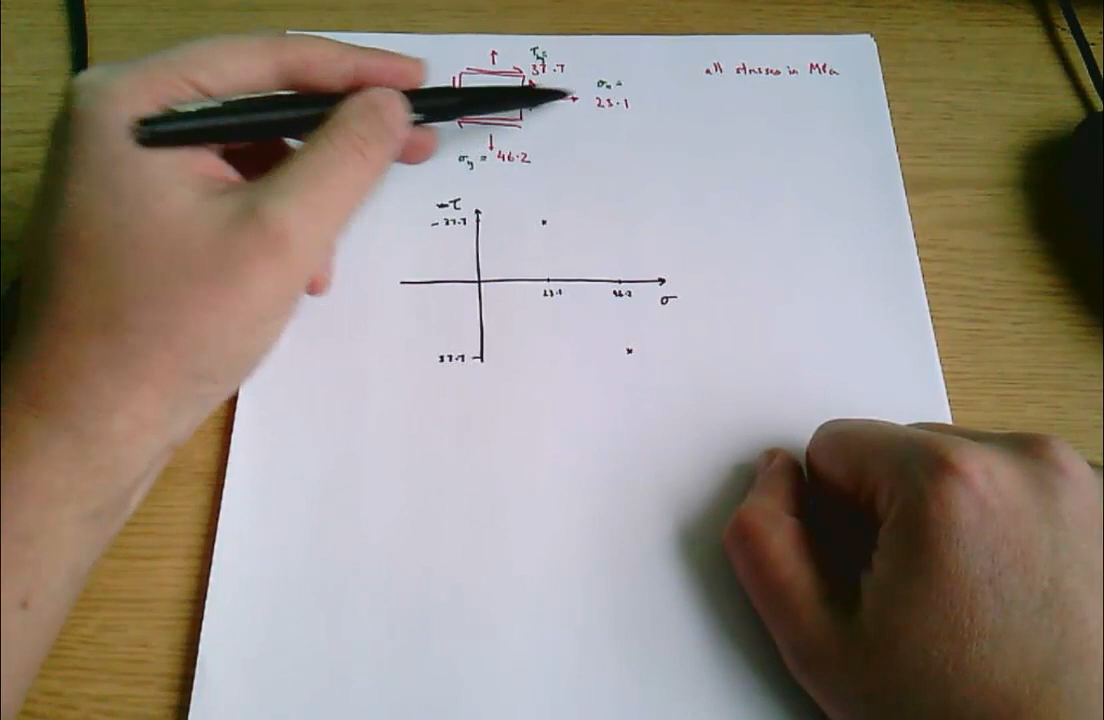 τxy
37.7
all stresses in MPa
σx =
23.1
σy = 46.2
-τ
-37.7
23.1 46.2
σ
37.7